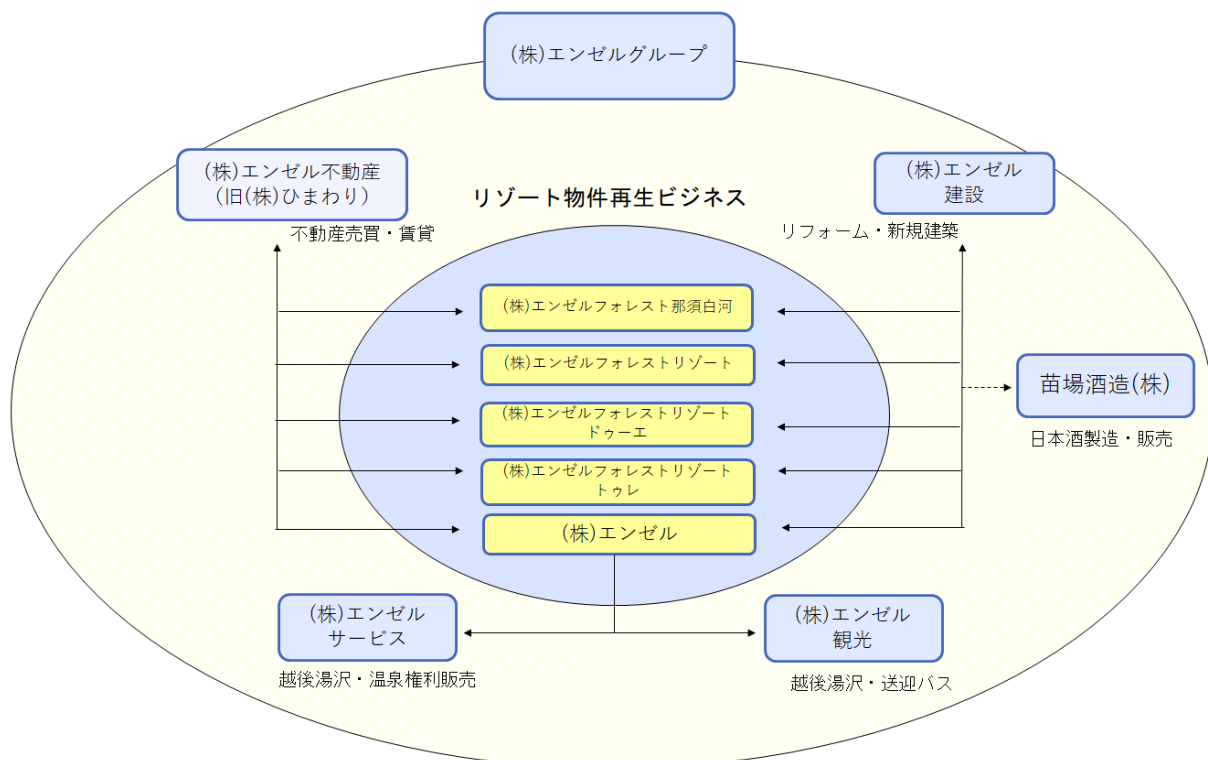 (株)エンゼルグループ
(株)エンゼル不動産
(旧(株)ひまわり)
不動産売買・賃貸
(株)エンゼル
建設
リフォーム・新規建築
リゾート物件再生ビジネス
(株)エンゼルフォレスト那須白河
(株)エンゼルフォレストリゾート
(株)エンゼルフォレストリゾート
ドゥーエ
(株)エンゼルフォレストリゾート
トゥレ
(株)エンゼル
苗場酒造(株)
日本酒製造・販売
(株)エンゼル
サービス
越後湯沢・温泉権利販売
(株)エンゼル
観光
越後湯沢・送迎バス